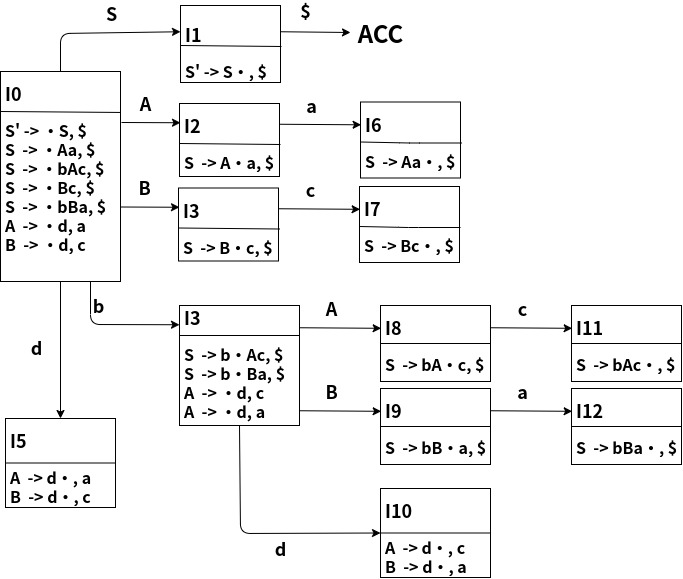 S
$
I1
ACC
S' -> S •, $
I0
S' -> • S, $
S -> • Aa, $
S -> • bAc, $
S -> • Bc, $
S -> • bBa, $
A -> • d, a
B -> • d, c
A
I2
S -> A • a, $
a
I6
S -> Aa •, $
B
I3
S -> B • c, $
c
I7
S -> Bc •, $
b
d
I3
S -> b • Ac, $
S -> b • Ba, $
A -> • d, c
A -> • d, a
A
I8
S -> bA • c, $
c
I11
S -> bAc •, $
B
I9
S -> bB • a, $
a
I12
S -> bBa •, $
I5
A -> d •, a
B -> d •, c
d
I10
A -> d •, c
B -> d •, a